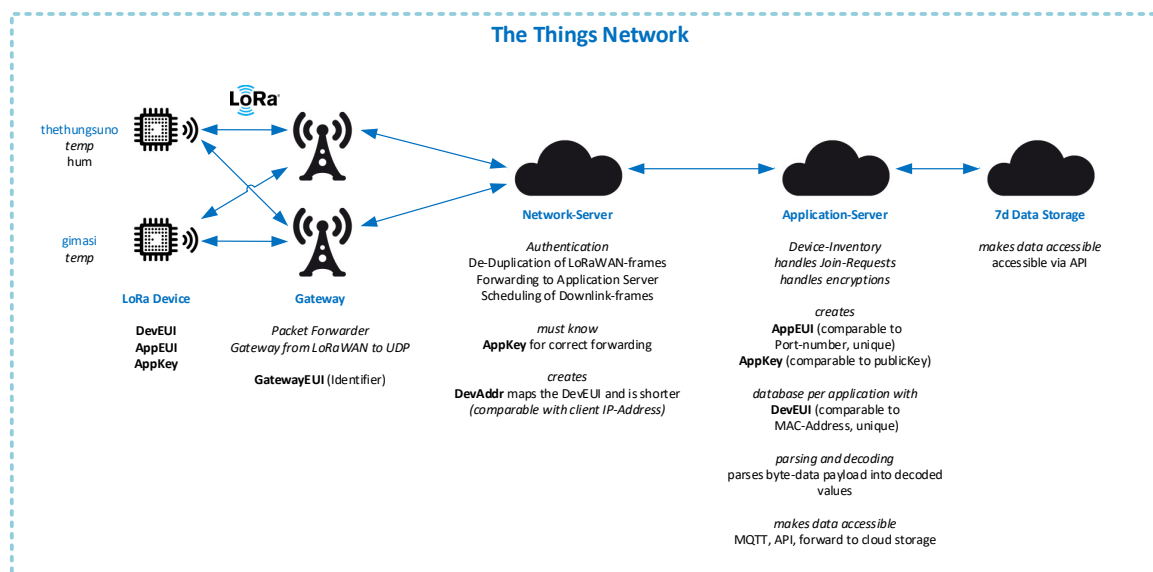 The Things Network
LoRa
thethungsuno
temp
hum
gimasi
temp
LoRa Device
DevEUI
AppEUI
AppKey
Gateway
Packet Forwarder
Gateway from LoRaWAN to UDP
GatewayEUI (Identifier)
Network-Server
Authentication
De-Duplication of LoRaWAN-frames
Forwarding to Application Server
Scheduling of Downlink-frames
must know
AppKey for correct forwarding
creates
DevAddr maps the DevEUI and is shorter
(comparable with client IP-Address)
Application-Server
Device-Inventory
handles Join-Requests
handles encryptions
creates
AppEUI (comparable to
Port-number, unique)
AppKey (comparable to publicKey)
database per application with
DevEUI (comparable to
MAC-Address, unique)
parsing and decoding
parses byte-data payload into decoded
values
makes data accessible
MQTT, API, forward to cloud storage
7d Data Storage
makes data accessible
accessible via API